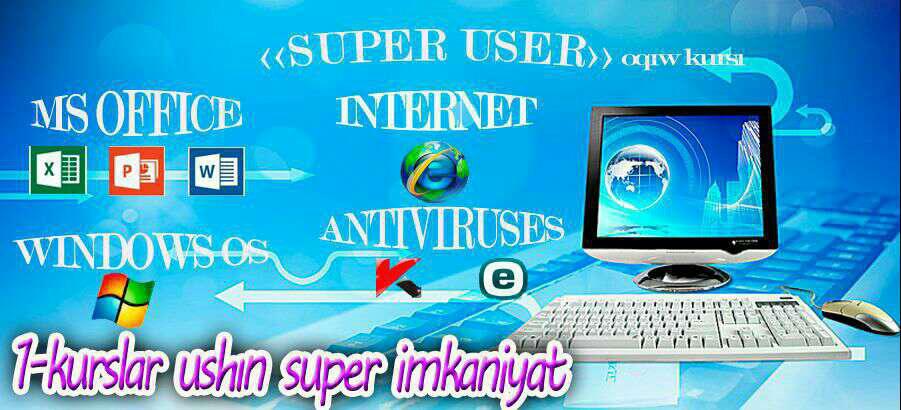 ‹‹SUPER USER›› oqıw kursı
MS OFFICE
INTERNET
X P W
ANTIVIRUSES
WINDOWS OS
1-kurslar ushın super imkaniyat